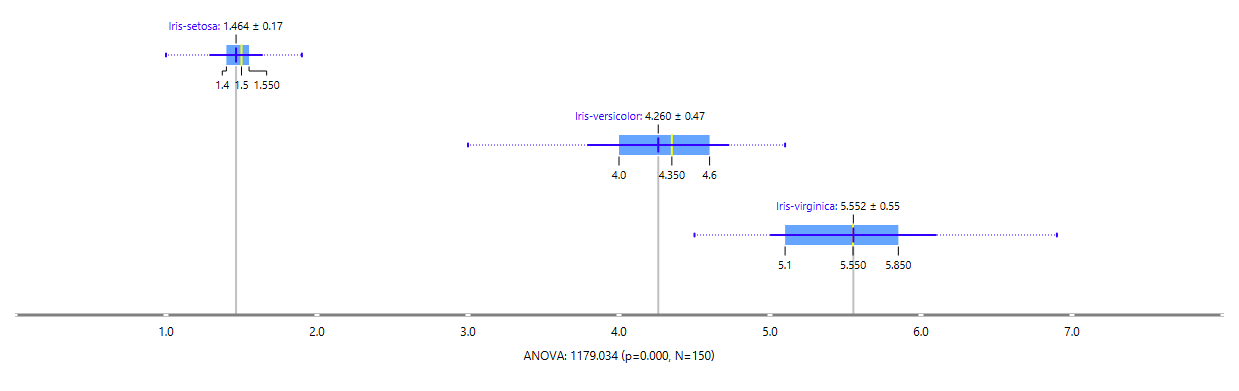 Iris-setosa: 1.464 ± 0.17
1.4 1.5 1.550
Iris-versicolor: 4.260 ± 0.47
4.0 4.350 4.6
Iris-virginica: 5.552 ± 0.55
5.1 5.550 5.850
1.0 2.0 3.0 4.0 5.0 6.0 7.0
ANOVA: 1179.034 (p=0.000, N=150)